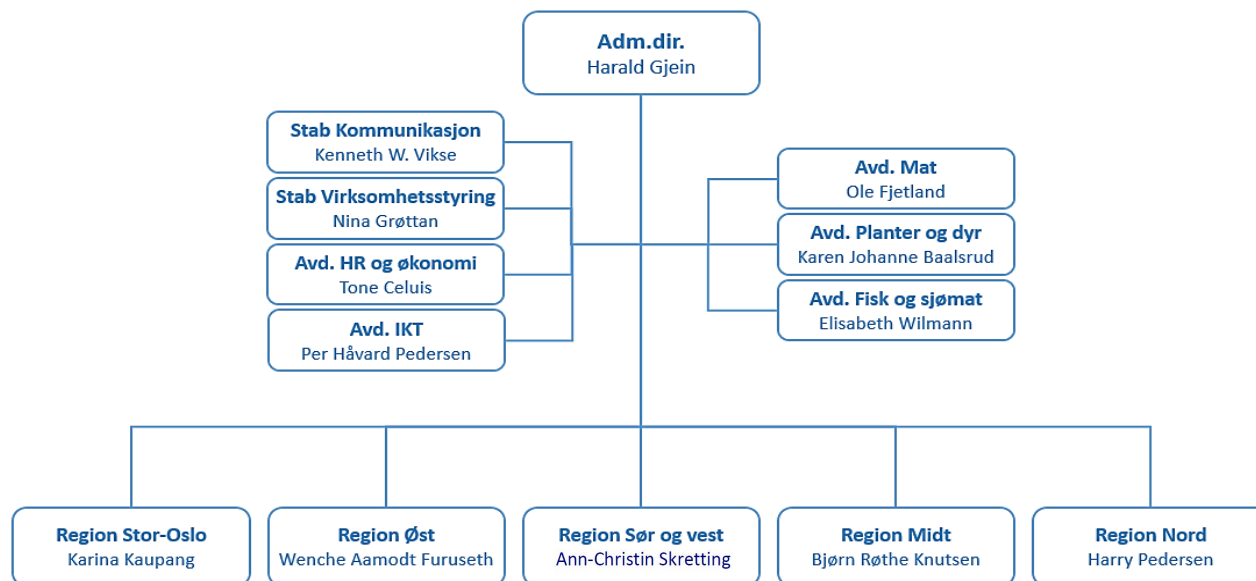 Adm.dir.
Harald Gjein
Stab Kommunikasjon
Kenneth W. Vikse
Stab Virksomhetsstyring
Nina Grøttan
Avd. HR og økonomi
Tone Celuis
Avd. IKT
Per Håvard Pedersen
Avd. Mat
Ole Fjetland
Avd. Planter og dyr
Karen Johanne Baalsrud
Avd. Fisk og sjømat
Elisabeth Wilmann
Region Stor-Oslo
Karina Kaupang
Region Øst
Wenche Aamodt Furuseth
Region Sør og vest
Ann-Christin Skretting
Region Midt
Bjørn Røthe Knutsen
Region Nord
Harry Pedersen